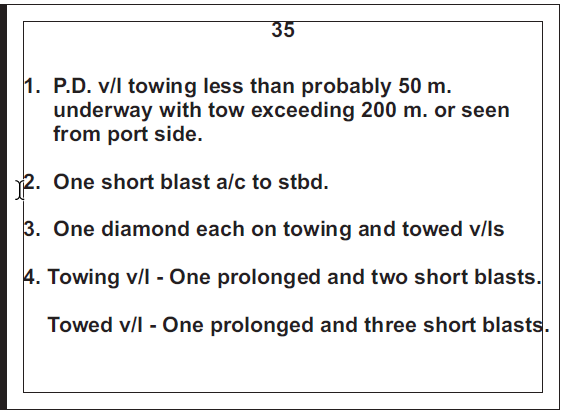 35
1. P.D. v/l towing less than probably 50 m.
underway with tow exceeding 200 m. or seen
from port side.
2. One short blast a/c to stbd.
3. One diamond each on towing and towed v/ls
4. Towing v/l - One prolonged and two short blasts.
Towed v/l - One prolonged and three short blasts.